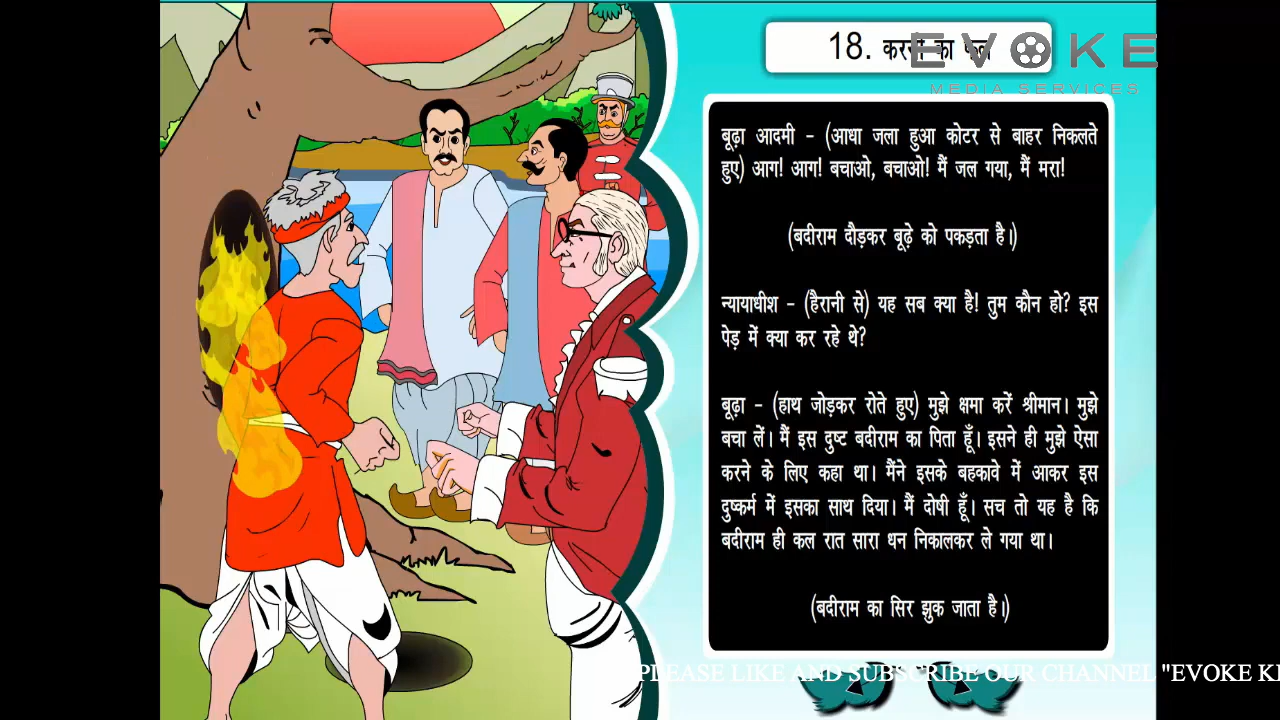 18. करनी का फल
EVOKE
MEDIA SERVICES
बूढ़ा आदमी – (आधा जला हुआ कोटर से बाहर निकलते
हुए) आग! आग! बचाओ, बचाओ! मैं जल गया, मैं मरा!
(बदीराम दौड़कर बूढ़े को पकड़ता है।)
न्यायाधीश – (हैरानी से) यह सब क्या है! तुम कौन हो? इस
पेड़ में क्या कर रहे थे?
बूढ़ा – (हाथ जोड़कर रोते हुए) मुझे क्षमा करें श्रीमान। मुझे
बचा लें। मैं इस दुष्ट बदीराम का पिता हूँ। इसने ही मुझे ऐसा
करने के लिए कहा था। मैंने इसके बहकावे में आकर इस
दुष्कर्म में इसका साथ दिया। मैं दोषी हूँ। सच तो यह है कि
बदीराम ही कल रात सारा धन निकालकर ले गया था।
(बदीराम का सिर झुक जाता है।)
PLEASE LIKE AND SUBSCRIBE OUR CHANNEL "EVOKE